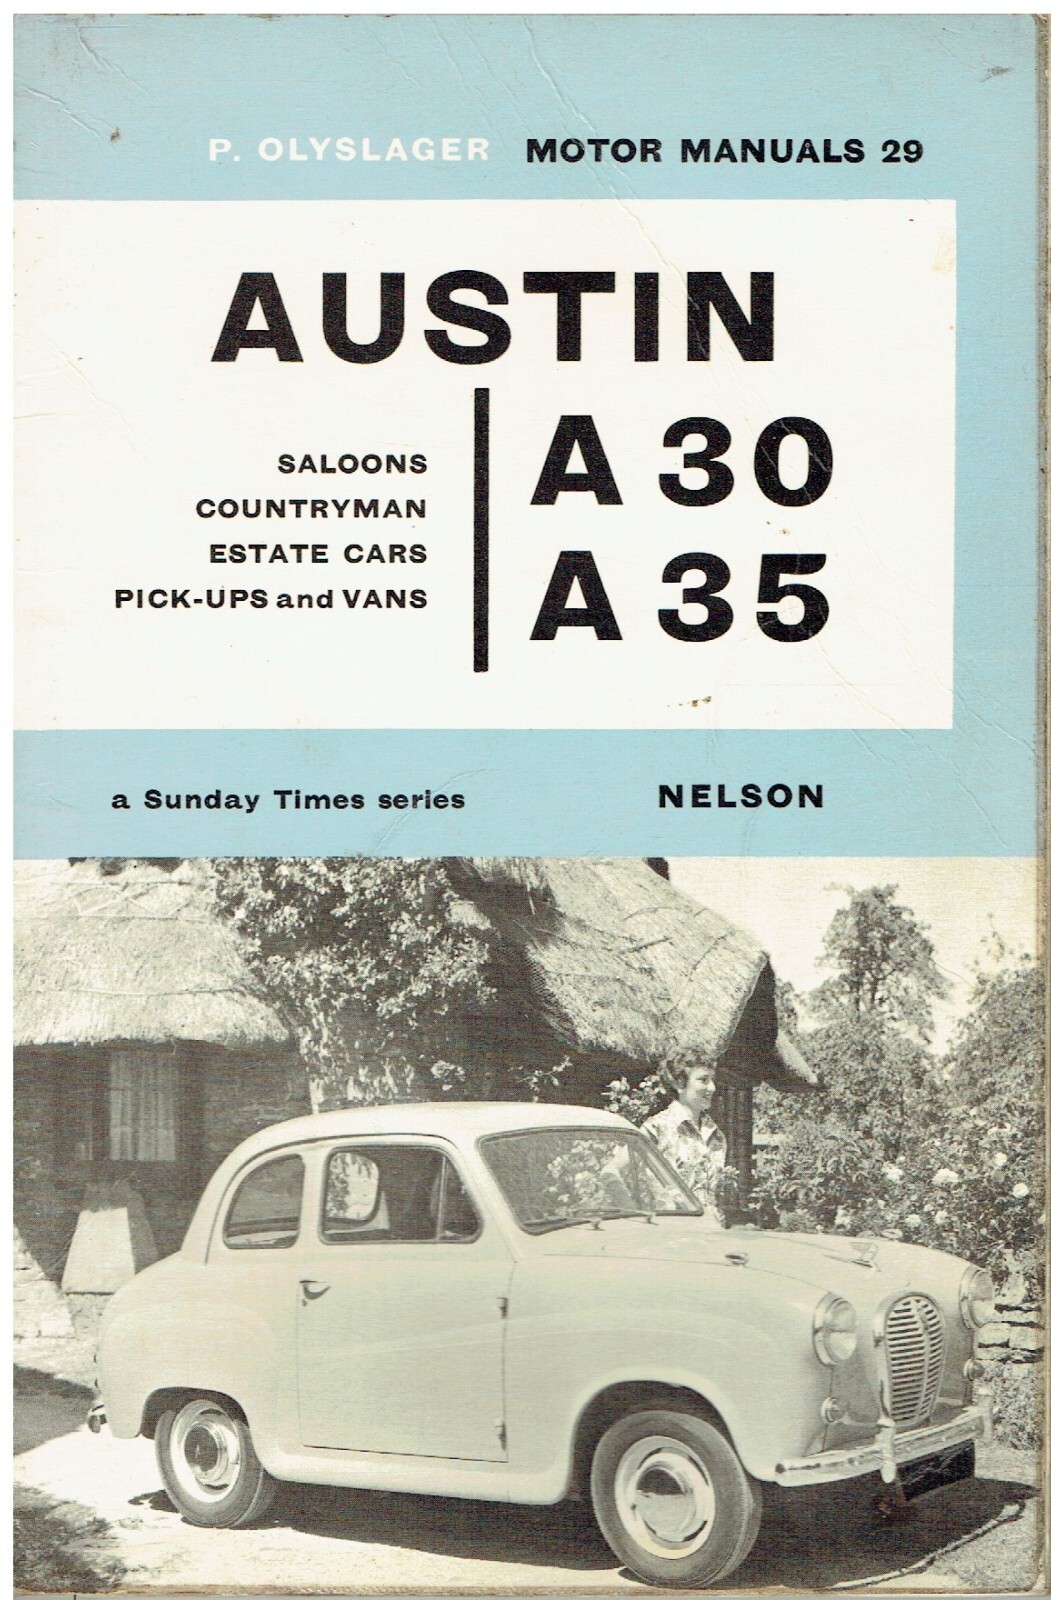 P. OLYSLAGER MOTOR MANUALS 29
AUSTIN
SALOONS
COUNTRYMAN
ESTATE CARS
PICK-UPS and VANS
A 30
A 35
a Sunday Times series NELSON